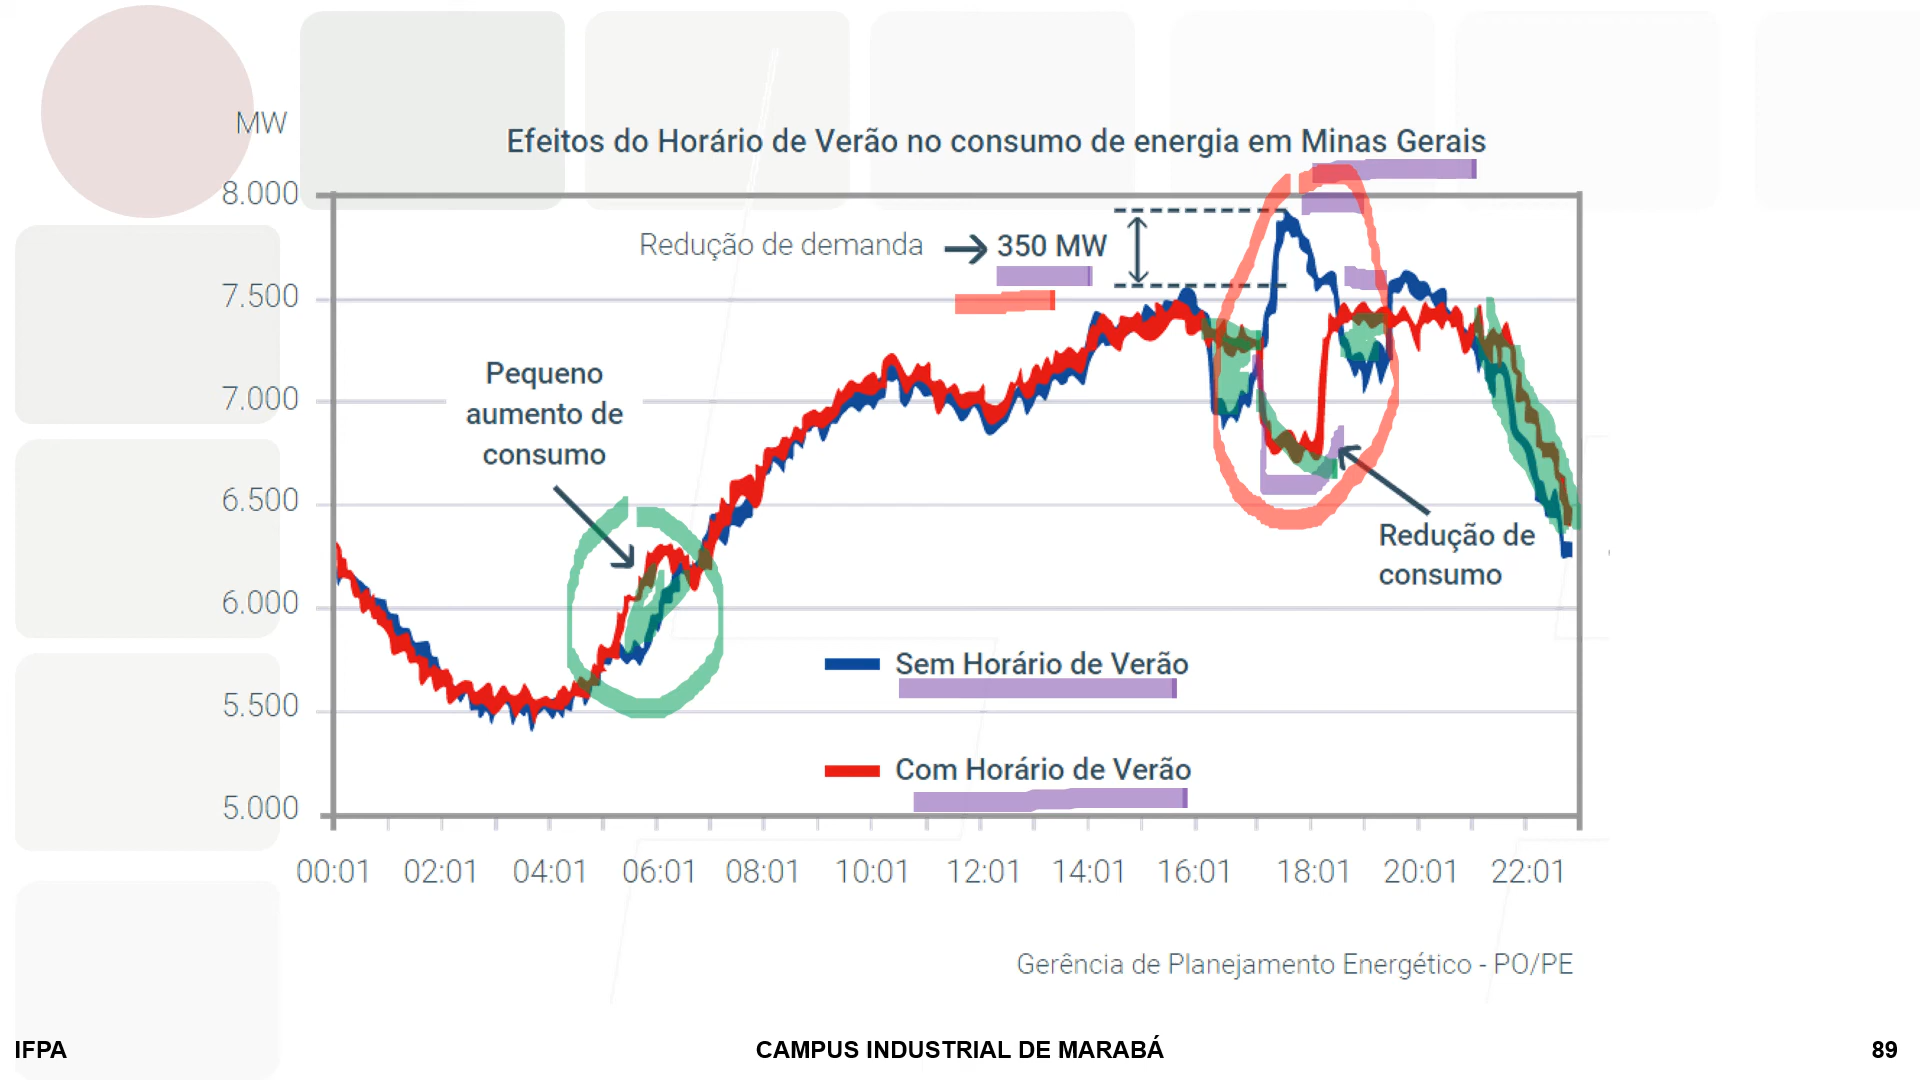 MW
Efeitos do Horário de Verão no consumo de energia em Minas Gerais
8.000
Redução de demanda → 350 MW
7.500
Pequeno
aumento de
consumo
7.000
6.500
Redução de
consumo
6.000
Sem Horário de Verão
5.500
Com Horário de Verão
5.000
00:01 02:01 04:01 06:01 08:01 10:01 12:01 14:01 16:01 18:01 20:01 22:01
Gerência de Planejamento Energético - PO/PE
IFPA
CAMPUS INDUSTRIAL DE MARABÁ
89